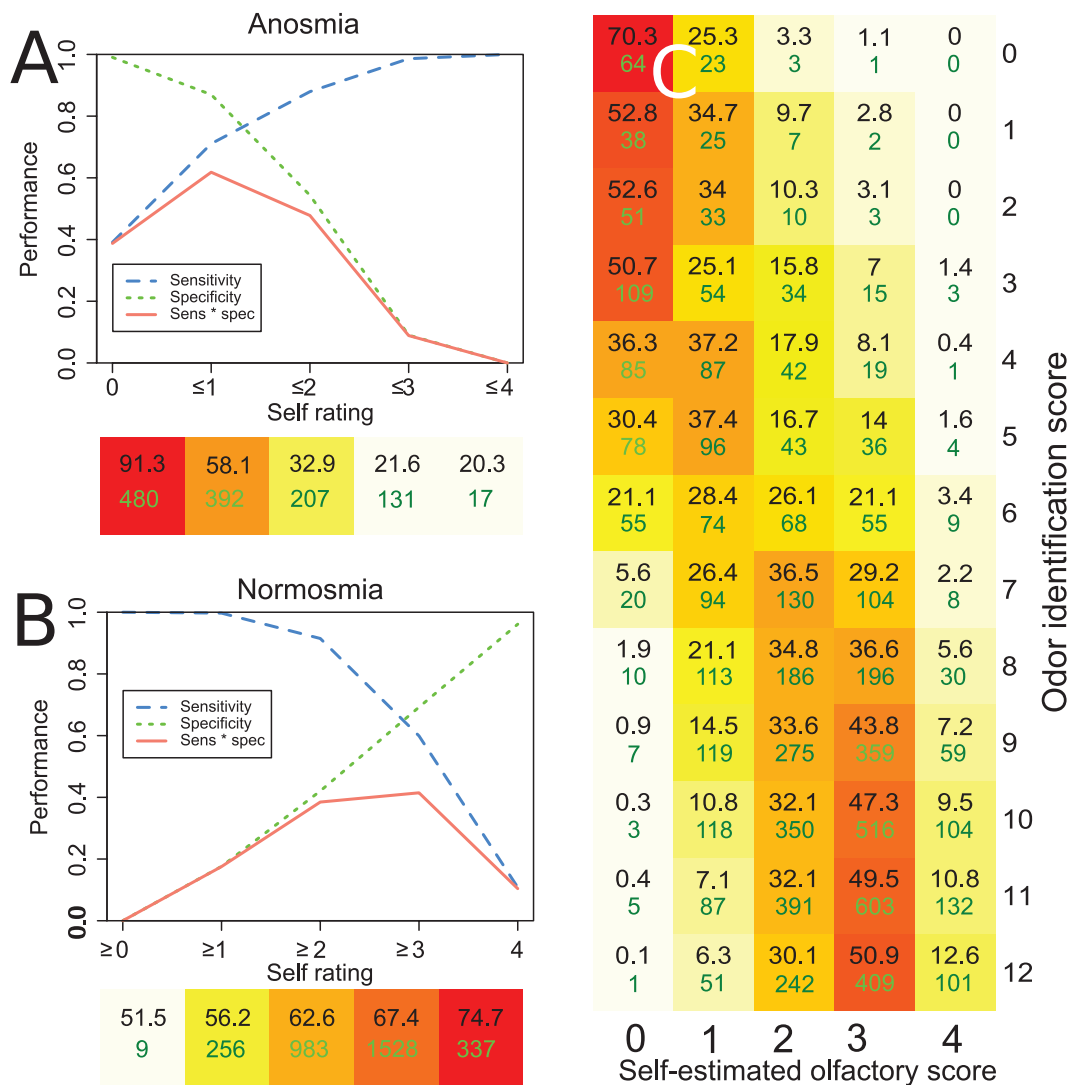 A
Anosmia
Performance
1.0
0.8
0.6
0.4
0.2
0.0
Sensitivity
Specificity
Sens * spec
0 ≤1 ≤2 ≤3 ≤4
Self rating
91.3 58.1 32.9 21.6 20.3
480 392 207 131 17
B
Normosmia
Performance
1.0
0.8
0.6
0.4
0.2
0.0
Sensitivity
Specificity
Sens * spec
≥0 ≥1 ≥2 ≥3 4
Self rating
51.5 56.2 62.6 67.4 74.7
9 256 983 1528 337
C
70.3 25.3 3.3 1.1 0
64 23 3 1 0
0
52.8 34.7 9.7 2.8 0
38 25 7 2 0
1
52.6 34 10.3 3.1 0
51 33 10 3 0
2
50.7 25.1 15.8 7 1.4
109 54 34 15 3
3
36.3 37.2 17.9 8.1 0.4
85 87 42 19 1
4
30.4 37.4 16.7 14 1.6
78 96 43 36 4
5
21.1 28.4 26.1 21.1 3.4
55 74 68 55 9
6
5.6 26.4 36.5 29.2 2.2
20 94 130 104 8
7
1.9 21.1 34.8 36.6 5.6
10 113 186 196 30
8
0.9 14.5 33.6 43.8 7.2
7 119 275 359 59
9
0.3 10.8 32.1 47.3 9.5
3 118 350 516 104
10
0.4 7.1 32.1 49.5 10.8
5 87 391 603 132
11
0.1 6.3 30.1 50.9 12.6
1 51 242 409 101
12
Odor identification score
0 1 2 3 4
Self-estimated olfactory score